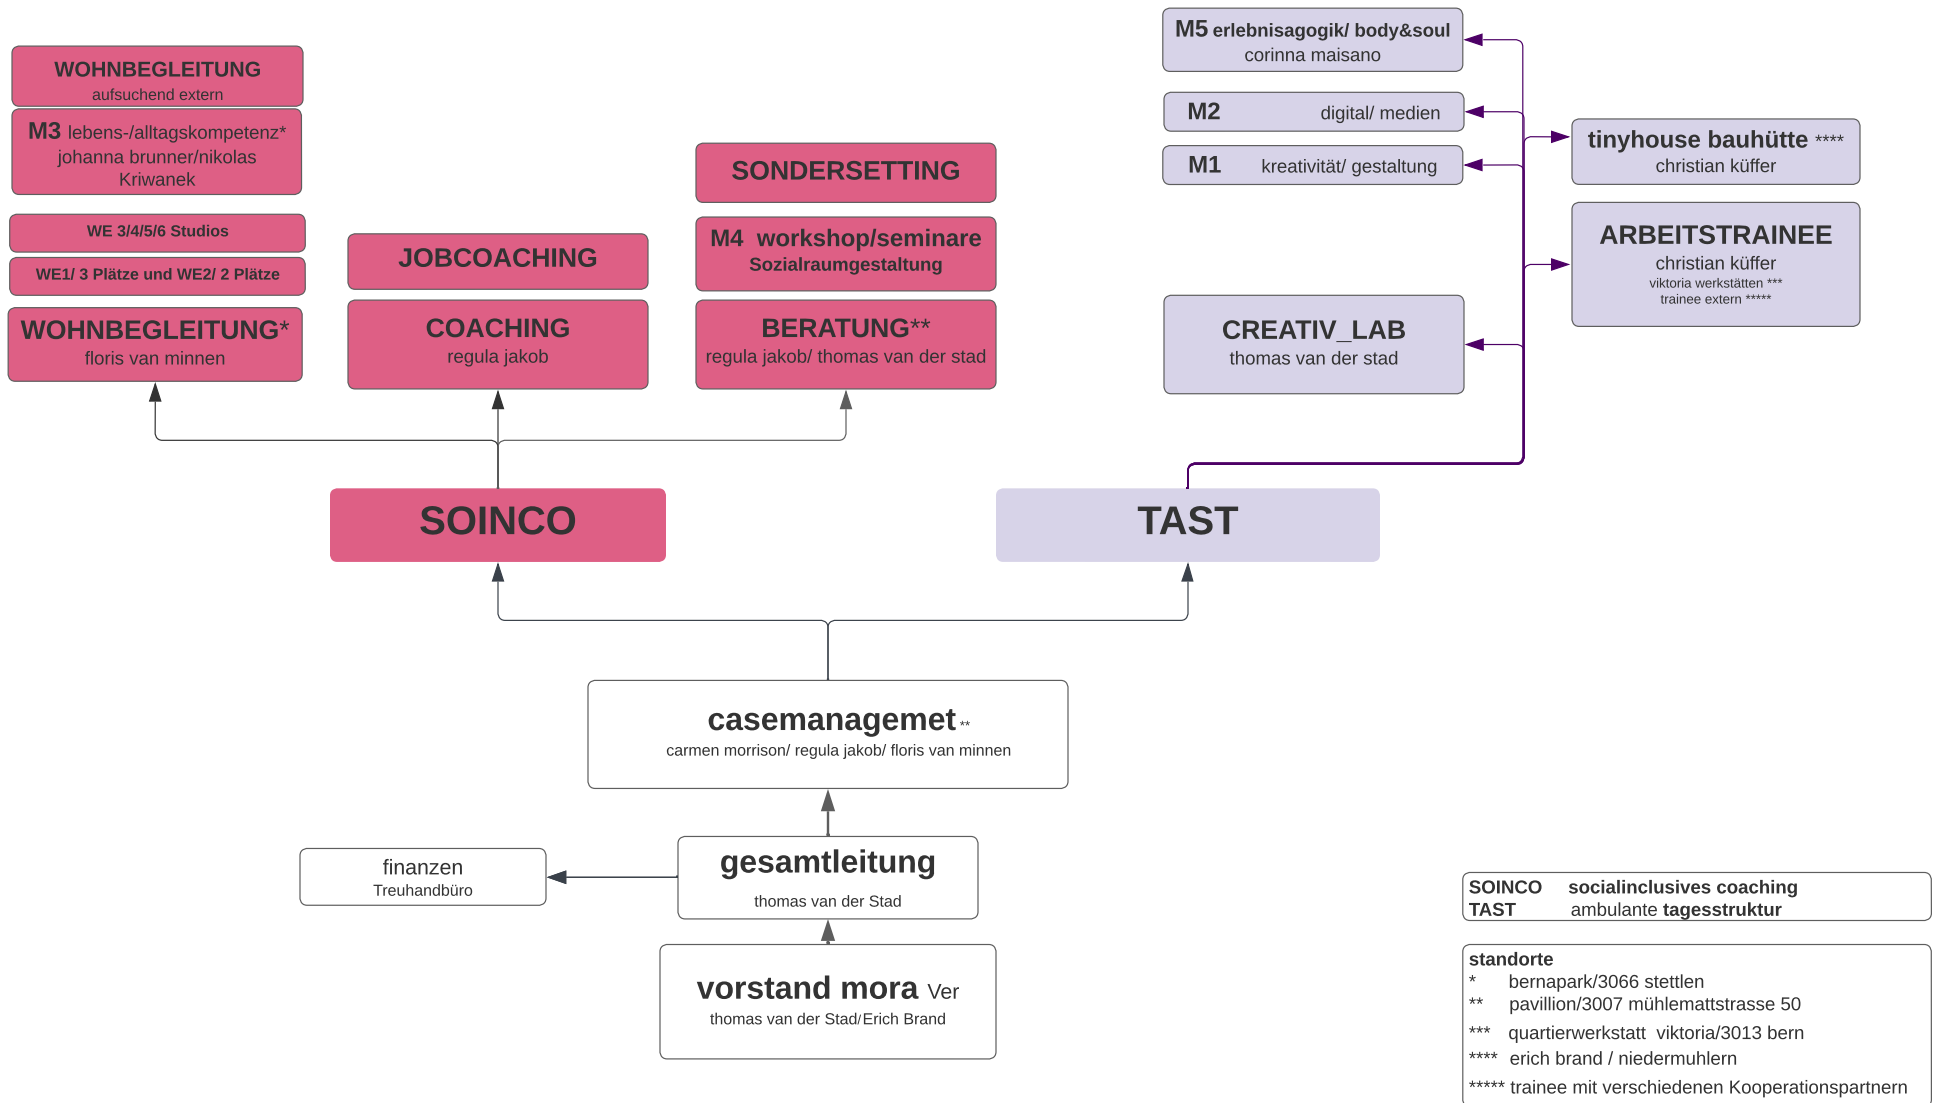 WOHNBEGLEITUNG
aufsuchend extern
M3 lebens-/alltagskompetenz*
johanna brunner/nikolas
Kriwanek
WE 3/4/5/6 Studios
WE1/ 3 Plätze und WE2/ 2 Plätze
WOHNBEGLEITUNG*
floris van minnen
JOBCOACHING
COACHING
regula jakob
SONDERSETTING
M4 workshop/seminare
Sozialraumgestaltung
BERATUNG**
regula jakob/ thomas van der stad
M5 erlebnisagogik/ body&soul
corinna maisano
M2 digital/ medien
M1 kreativität/ gestaltung
CREATIV_LAB
thomas van der stad
tinyhouse bauhütte ****
christian küffer
ARBEITSTRAINEE
christian küffer
viktoria werkstätten ***
trainee extern *****
SOINCO
TAST
casemanagemet **
carmen morrison/ regula jakob/ floris van minnen
finanzen
Treuhandbüro
gesamtleitung
thomas van der Stad
vorstand mora Ver
thomas van der Stad/Erich Brand
SOINCO socialinclusives coaching
TAST ambulante tagesstruktur
standorte
* bernapark/3066 stettlen
** pavillion/3007 mühlemattstrasse 50
*** quartierwerkstatt viktoria/3013 bern
**** erich brand / niedermuhlern
***** trainee mit verschiedenen Kooperationspartnern